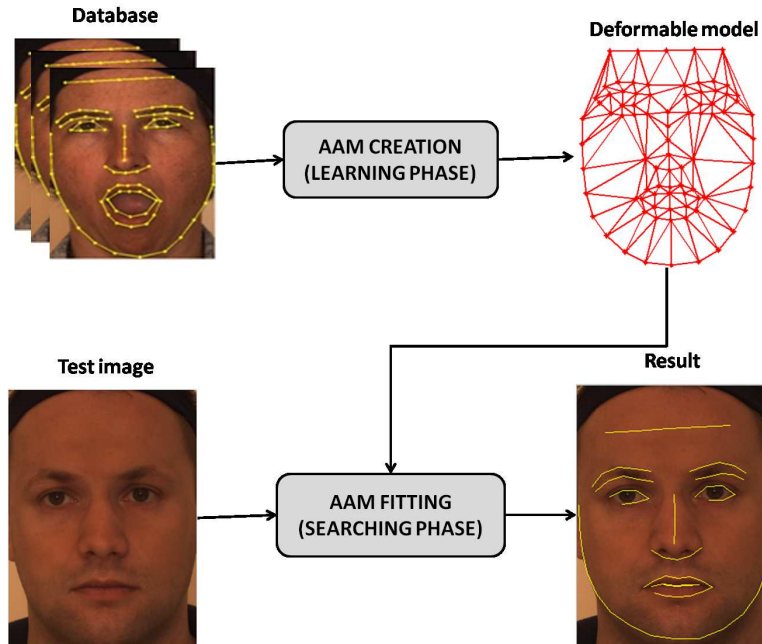 Database
Deformable model
AAM CREATION
(LEARNING PHASE)
Test image
Result
AAM FITTING
(SEARCHING PHASE)